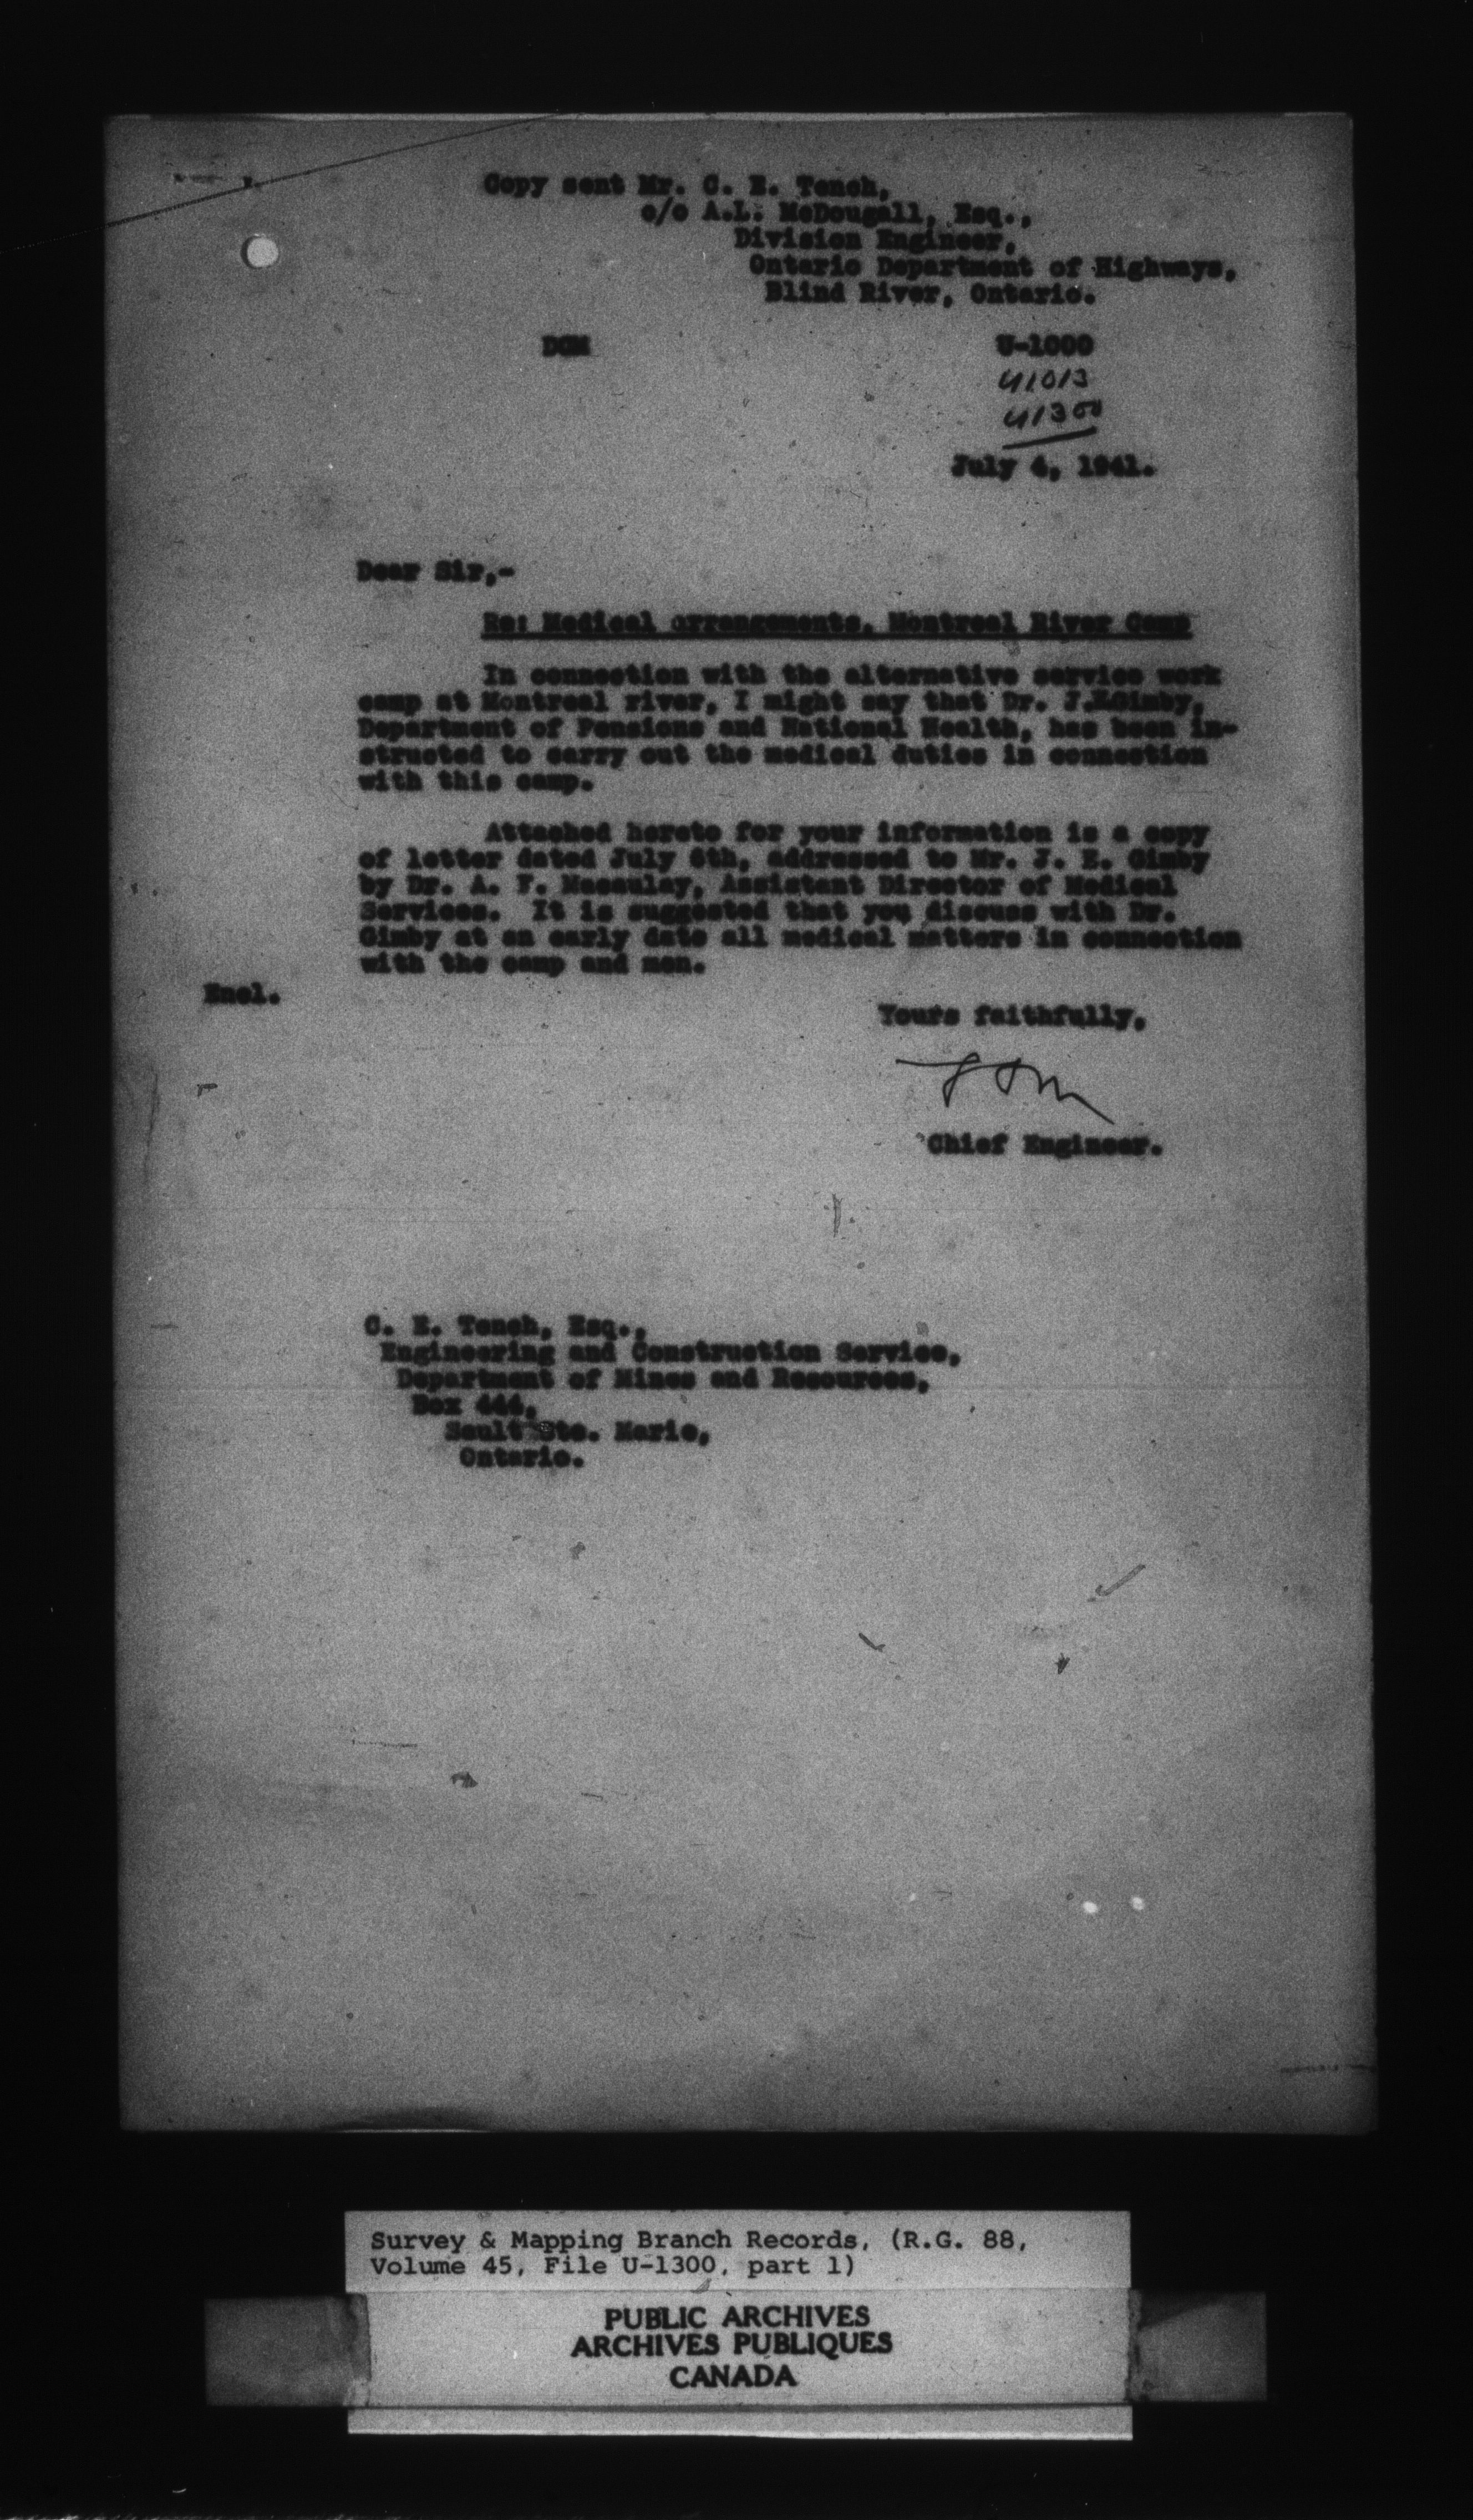 Copy sent Mr. C. E. Tench,
c/o A.L. McDougall, Esq.,
Division Engineer,
Ontario Department of Highways,
Blind River, Ontario.
DGM U-1000
U1013
U1300
July 4, 1941.
Dear Sir,-
Re: Medical arrangements, Montreal River Camp
In connection with the alternative service work
camp at Montreal river, I might say that Dr. J.E.Gimby,
Department of Pensions and National Health, has been in-
structed to carry out the medical duties in connection
with this camp.
Attached hereto for your information is a copy
of letter dated July 8th, addressed to Mr. J. E. Gimby
by Dr. A. F. Macaulay, Assistant Director of Medical
Services. It is suggested that you discuss with Dr.
Gimby at an early date all medical matters in connection
with the camp and men.
Encl.
Yours faithfully,
Chief Engineer.
C. E. Tench, Esq.,
Engineering and Construction Service,
Department of Mines and Resources,
Box 444,
Sault Ste. Marie,
Ontario.
Survey & Mapping Branch Records, (R.G. 88,
Volume 45, File U-1300, part 1)
PUBLIC ARCHIVES
ARCHIVES PUBLIQUES
CANADA